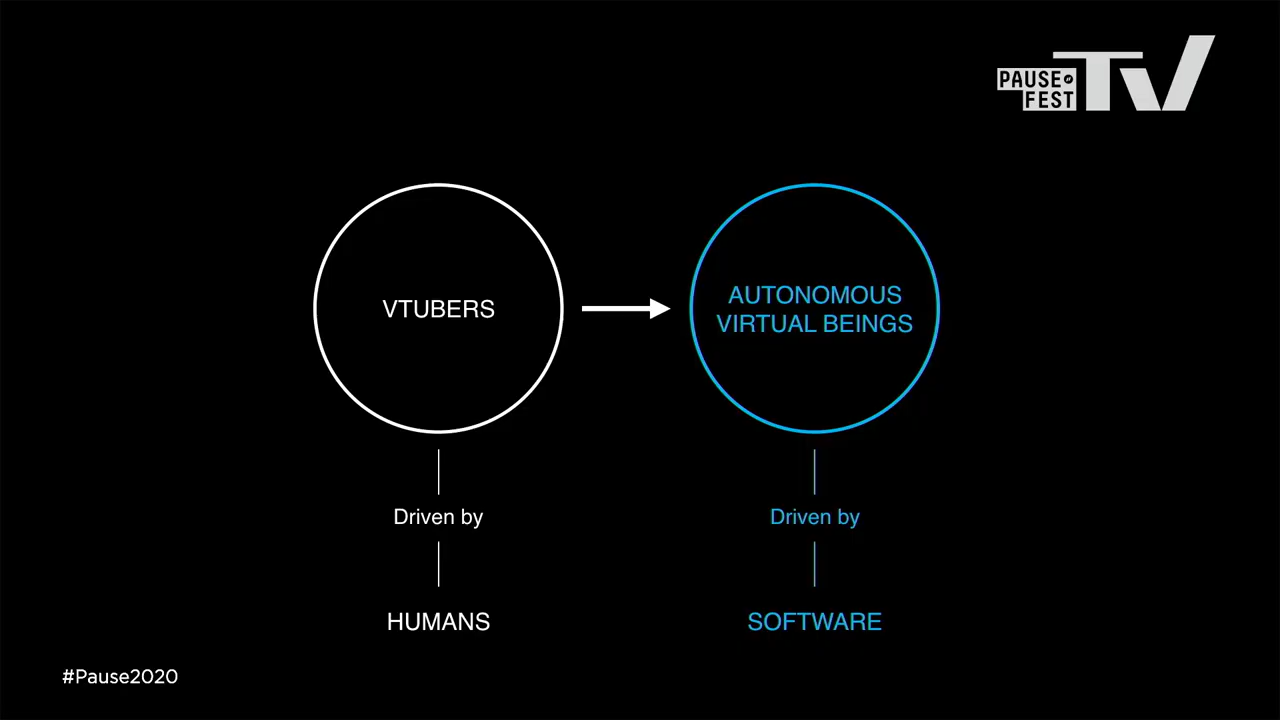 PAUSE
FEST
TV
VTUBERS
AUTONOMOUS
VIRTUAL BEINGS
Driven by
Driven by
HUMANS
SOFTWARE
#Pause2020